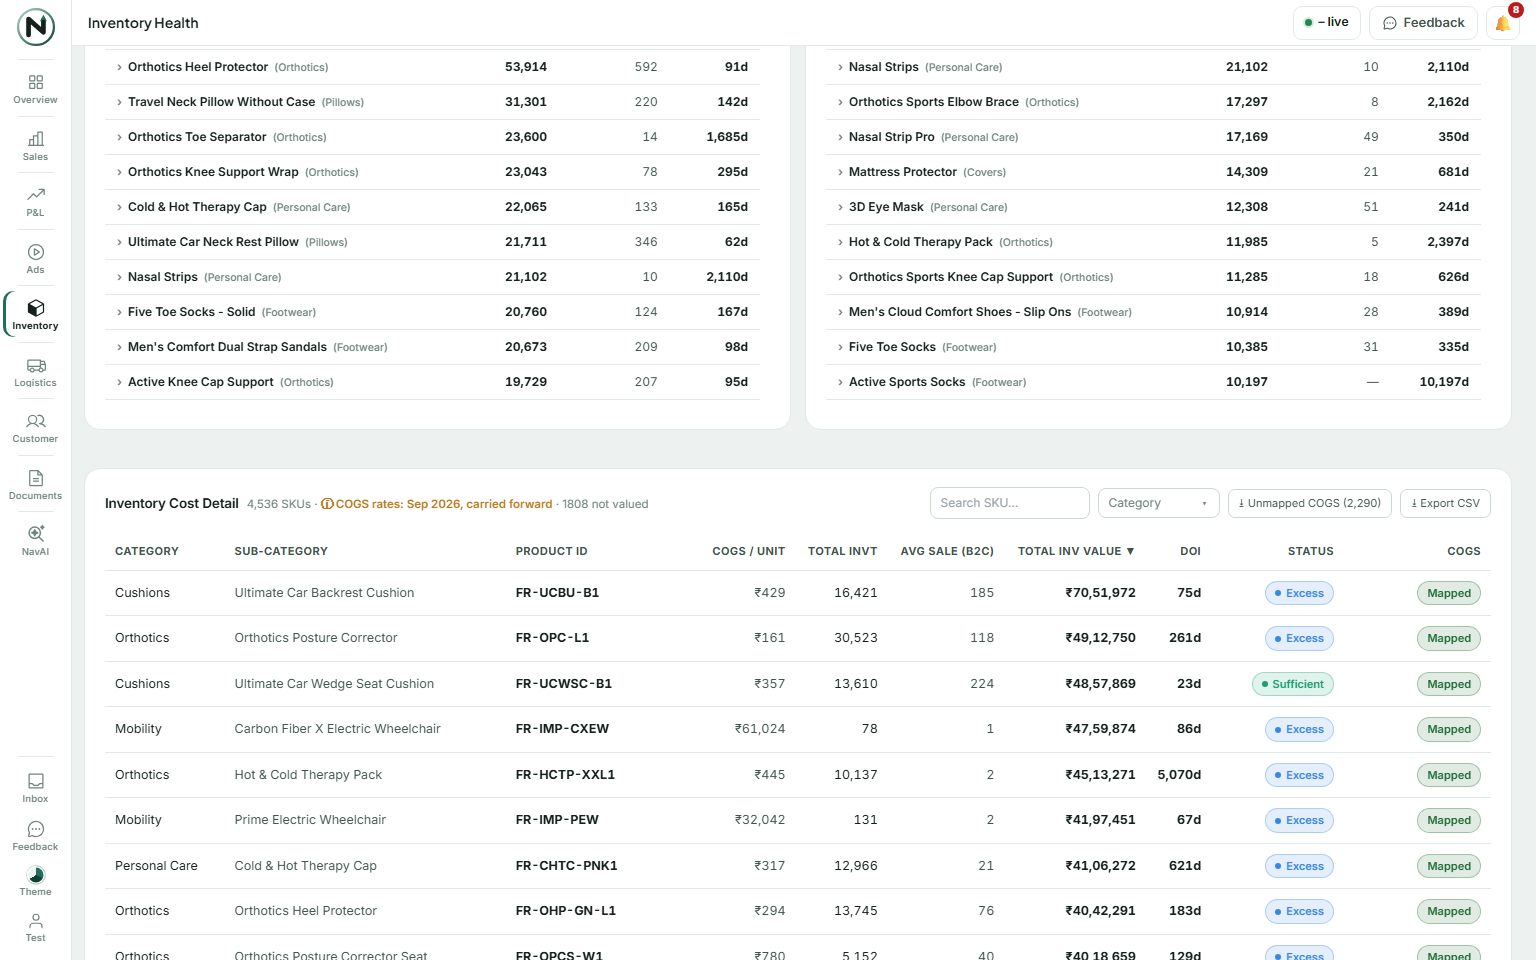 N
Inventory Health
– live
Feedback
8
Overview
Sales
P&L
Ads
Inventory
Logistics
Customer
Documents
NavAI
Inbox
Feedback
Theme
Test
› Orthotics Heel Protector (Orthotics) 53,914 592 91d
› Travel Neck Pillow Without Case (Pillows) 31,301 220 142d
› Orthotics Toe Separator (Orthotics) 23,600 14 1,685d
› Orthotics Knee Support Wrap (Orthotics) 23,043 78 295d
› Cold & Hot Therapy Cap (Personal Care) 22,065 133 165d
› Ultimate Car Neck Rest Pillow (Pillows) 21,711 346 62d
› Nasal Strips (Personal Care) 21,102 10 2,110d
› Five Toe Socks - Solid (Footwear) 20,760 124 167d
› Men's Comfort Dual Strap Sandals (Footwear) 20,673 209 98d
› Active Knee Cap Support (Orthotics) 19,729 207 95d
› Nasal Strips (Personal Care) 21,102 10 2,110d
› Orthotics Sports Elbow Brace (Orthotics) 17,297 8 2,162d
› Nasal Strip Pro (Personal Care) 17,169 49 350d
› Mattress Protector (Covers) 14,309 21 681d
› 3D Eye Mask (Personal Care) 12,308 51 241d
› Hot & Cold Therapy Pack (Orthotics) 11,985 5 2,397d
› Orthotics Sports Knee Cap Support (Orthotics) 11,285 18 626d
› Men's Cloud Comfort Shoes - Slip Ons (Footwear) 10,914 28 389d
› Five Toe Socks (Footwear) 10,385 31 335d
› Active Sports Socks (Footwear) 10,197 — 10,197d
Inventory Cost Detail 4,536 SKUs · ⓘ COGS rates: Sep 2026, carried forward · 1808 not valued
Search SKU...
Category
⤓ Unmapped COGS (2,290)
⤓ Export CSV
CATEGORY SUB-CATEGORY PRODUCT ID COGS / UNIT TOTAL INVT AVG SALE (B2C) TOTAL INV VALUE ▼ DOI STATUS COGS
Cushions Ultimate Car Backrest Cushion FR-UCBU-B1 ₹429 16,421 185 ₹70,51,972 75d Excess Mapped
Orthotics Orthotics Posture Corrector FR-OPC-L1 ₹161 30,523 118 ₹49,12,750 261d Excess Mapped
Cushions Ultimate Car Wedge Seat Cushion FR-UCWSC-B1 ₹357 13,610 224 ₹48,57,869 23d Sufficient Mapped
Mobility Carbon Fiber X Electric Wheelchair FR-IMP-CXEW ₹61,024 78 1 ₹47,59,874 86d Excess Mapped
Orthotics Hot & Cold Therapy Pack FR-HCTP-XXL1 ₹445 10,137 2 ₹45,13,271 5,070d Excess Mapped
Mobility Prime Electric Wheelchair FR-IMP-PEW ₹32,042 131 2 ₹41,97,451 67d Excess Mapped
Personal Care Cold & Hot Therapy Cap FR-CHTC-PNK1 ₹317 12,966 21 ₹41,06,272 621d Excess Mapped
Orthotics Orthotics Heel Protector FR-OHP-GN-L1 ₹294 13,745 76 ₹40,42,291 183d Excess Mapped
Orthotics Orthotics Posture Corrector Seat FR-OPCS-W1 ₹780 5,152 40 ₹40,18,659 129d Excess Mapped